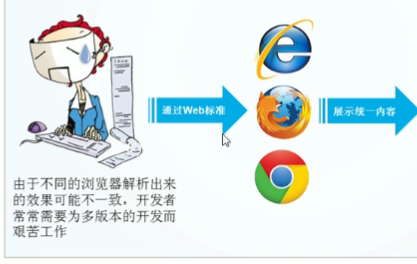 通过Web标准
展示统一内容
由于不同的浏览器解析出来
的效果可能不一致，开发者
常常需要为多版本的开发而
艰苦工作